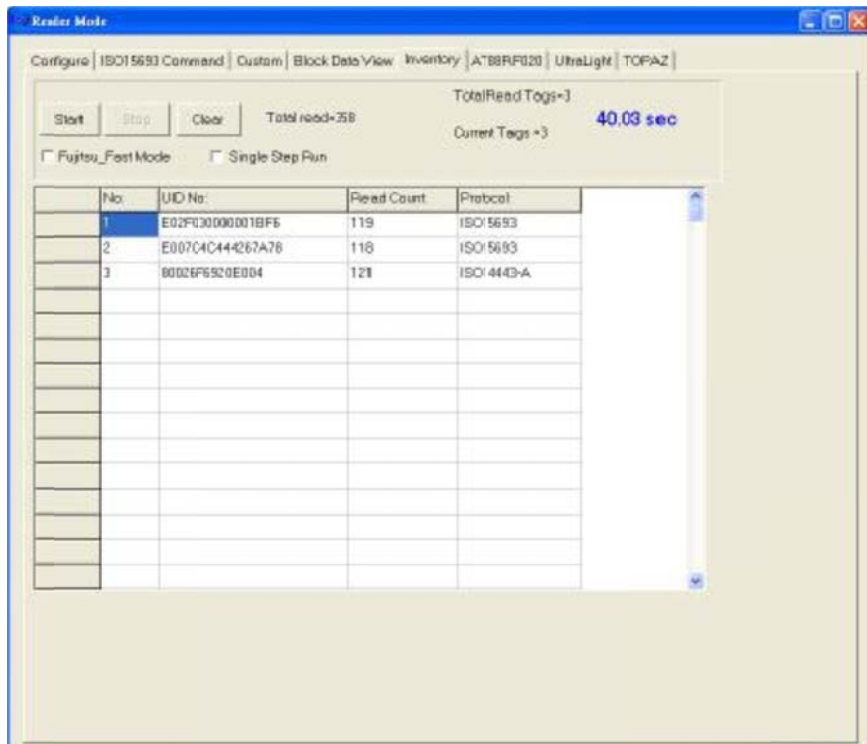 Reader Mode
Configure ISO15693 Command Custom Block Data View Inventory AT88RF020 UltraLight TOPAZ
TotalRead Tags=3
Start Stop Clear Total read=358 40.03 sec
Current Tags =3
Fujitsu_Fast Mode Single Step Run
No: UID No: Read Count Protocol:
1 119 ISO15693
2 E007C4C444267A78 118 ISO15693
3 121 ISO14443-A